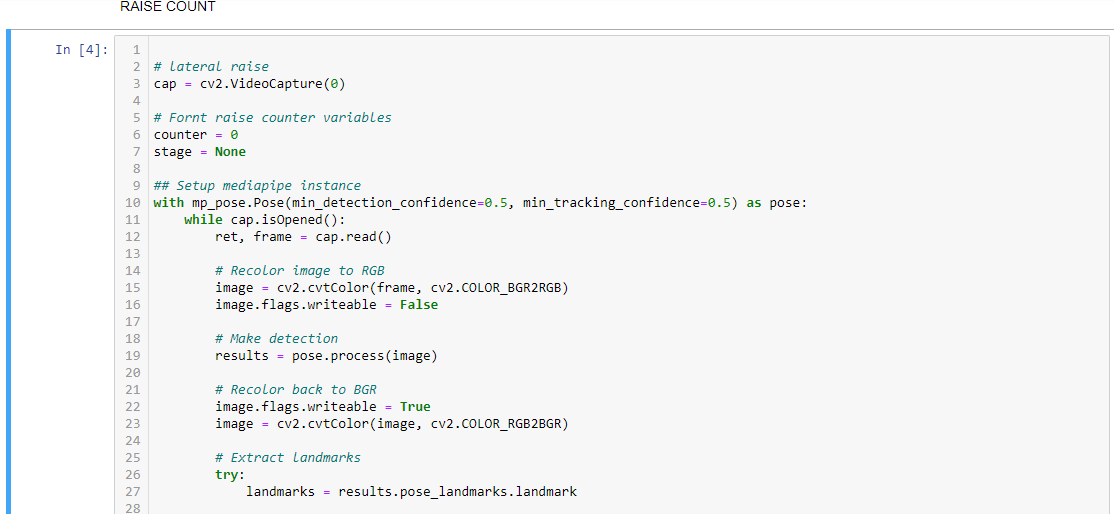 RAISE COUNT
In [4]:
1
2 # lateral raise
3 cap = cv2.VideoCapture(0)
4
5 # Fornt raise counter variables
6 counter = 0
7 stage = None
8
9 ## Setup mediapipe instance
10 with mp_pose.Pose(min_detection_confidence=0.5, min_tracking_confidence=0.5) as pose:
11     while cap.isOpened():
12         ret, frame = cap.read()
13
14         # Recolor image to RGB
15         image = cv2.cvtColor(frame, cv2.COLOR_BGR2RGB)
16         image.flags.writeable = False
17
18         # Make detection
19         results = pose.process(image)
20
21         # Recolor back to BGR
22         image.flags.writeable = True
23         image = cv2.cvtColor(image, cv2.COLOR_RGB2BGR)
24
25         # Extract landmarks
26         try:
27             landmarks = results.pose_landmarks.landmark
28